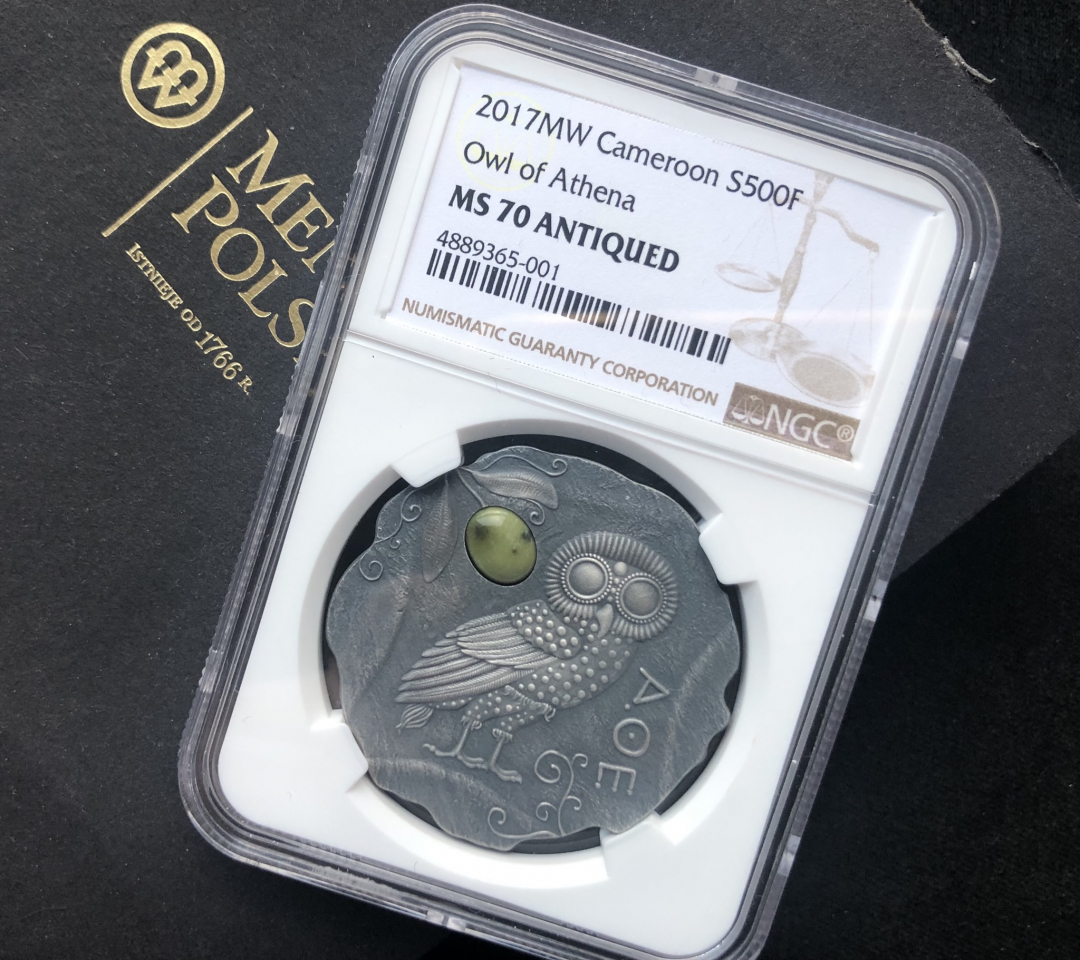 POLS
ISTNIEJE OD 1766 R.
2017MW Cameroon S500F
Owl of Athena
MS 70 ANTIQUED
4889365-001
NUMISMATIC GUARANTY CORPORATION
NGC®
ΑΘΕ